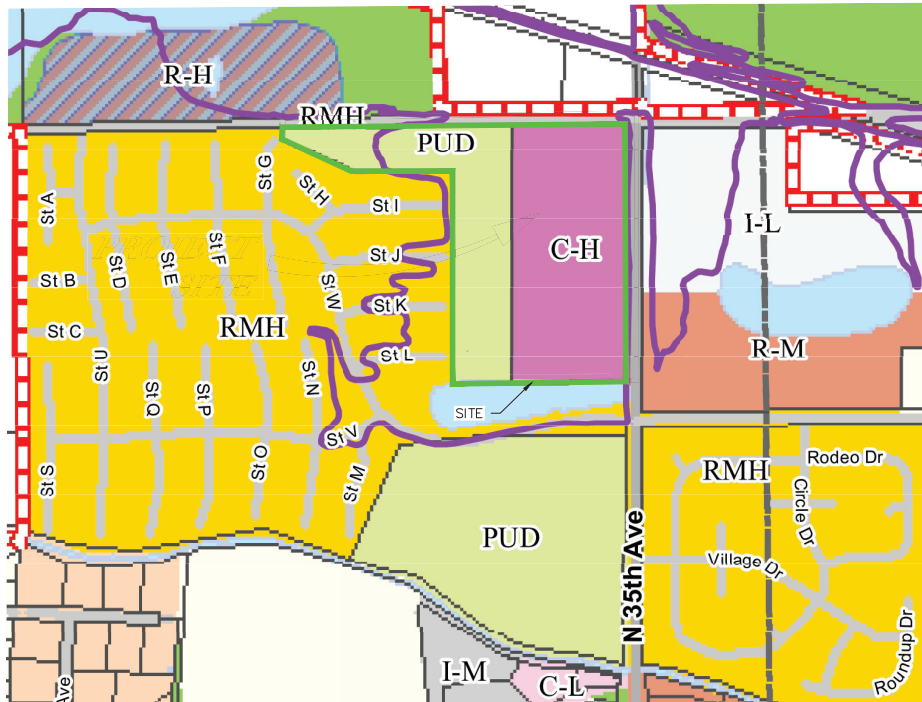 R-H
RMH
PUD
St G
St H
St A
St I
St F
C-H
I-L
PROJECT
SITE
St J
St D
St E
St B
St W
St K
RMH
St C
St U
St L
R-M
St N
St Q
St P
SITE
St V
St S
St O
St M
RMH
Rodeo Dr
Circle Dr
PUD
Village Dr
N 35th Ave
Roundup Dr
I-M
C-L
Ave